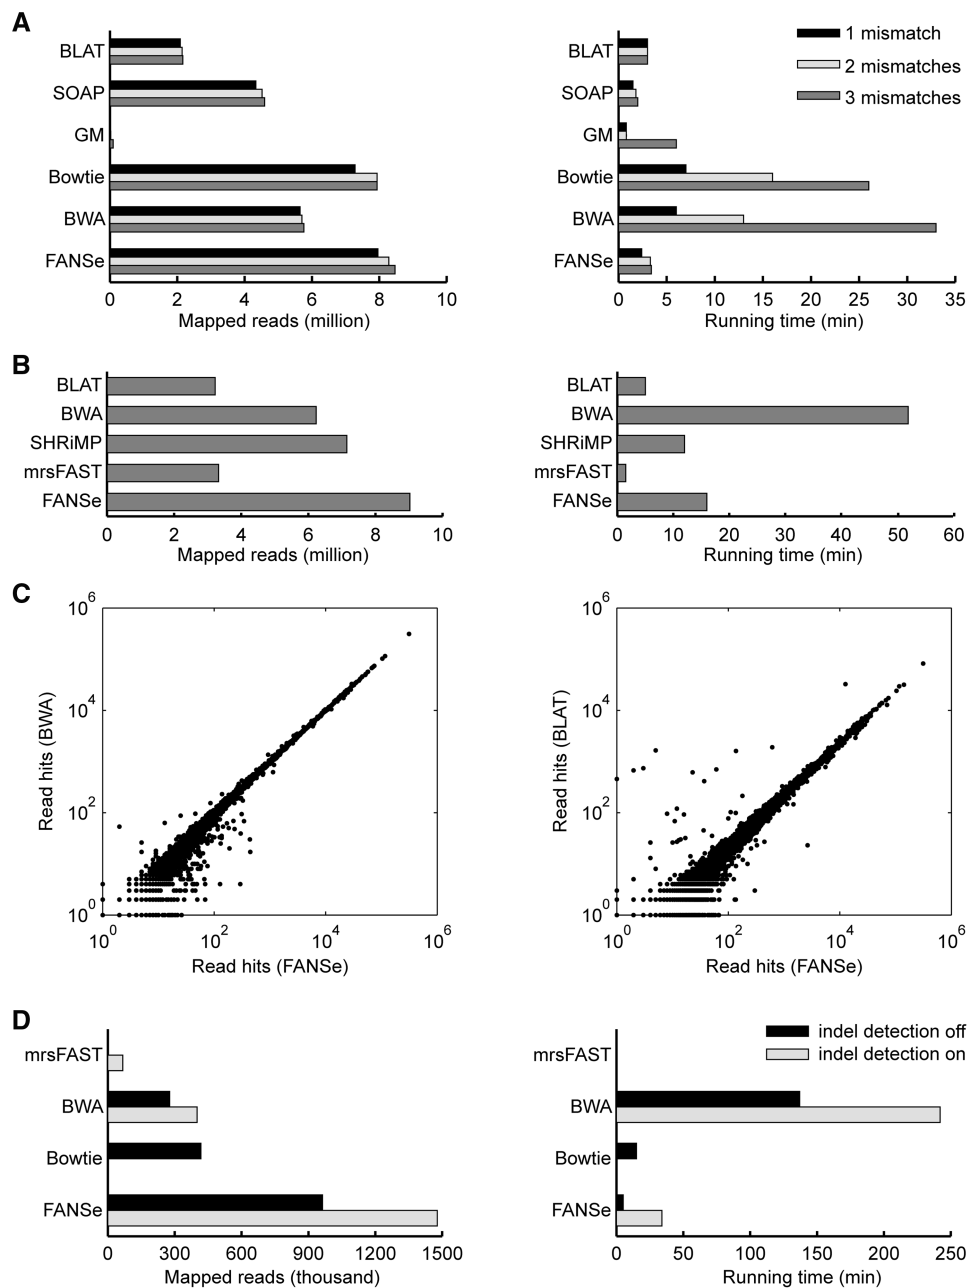 A
BLAT
SOAP
GM
Bowtie
BWA
FANSe
0 2 4 6 8 10
Mapped reads (million)
BLAT
SOAP
GM
Bowtie
BWA
FANSe
0 5 10 15 20 25 30 35
Running time (min)
1 mismatch
2 mismatches
3 mismatches
B
BLAT
BWA
SHRiMP
mrsFAST
FANSe
0 2 4 6 8 10
Mapped reads (million)
BLAT
BWA
SHRiMP
mrsFAST
FANSe
0 10 20 30 40 50 60
Running time (min)
C
10^6
10^4
10^2
10^0
Read hits (BWA)
10^0 10^2 10^4 10^6
Read hits (FANSe)
10^6
10^4
10^2
10^0
Read hits (BLAT)
10^0 10^2 10^4 10^6
Read hits (FANSe)
D
mrsFAST
BWA
Bowtie
FANSe
0 300 600 900 1200 1500
Mapped reads (thousand)
mrsFAST
BWA
Bowtie
FANSe
0 50 100 150 200 250
Running time (min)
indel detection off
indel detection on